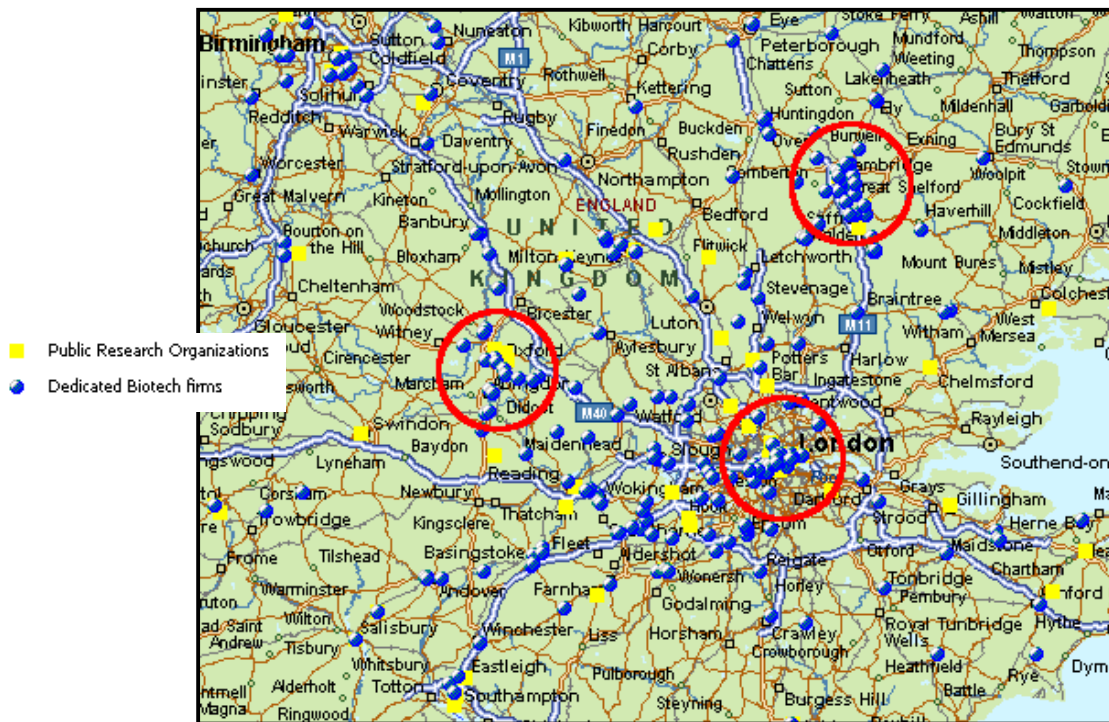 Public Research Organizations
Dedicated Biotech firms
Eye
Stoke Ferry
Watton
Kibworth Harcourt
Ashill
Nuneaton
Birmingham
Sutton
Coldfield
M1
Corby
Peterborough
Mundford
Chatteris
Weeting
Thompson
Rothwell
Lakenheath
Coventry
Kettering
Sutton
Thetford
Solihull
Huntingdon
Ely
Mildenhall
Redditch
Rugby
Finedon
Buckden
Over
Burwell
Exning
Bury St
Edmunds
Warwick
Daventry
Rushden
Worcester
Stratford-upon-Avon
Cambridge
Woolpit
Great Malvern
Mollington
Northampton
Great Shelford
Kineton
ENGLAND
Bedford
Haverhill
Cockfield
Banbury
Saffron
Walden
Bourton on
the Hill
UNITED
Middleton
Bloxham
Milton Keynes
Flitwick
Letchworth
Mount Bures
Mistley
KINGDOM
Cheltenham
Stevenage
Woodstock
Bicester
Braintree
Gloucester
Luton
Welwyn
M11
Witham
West
Mersea
Witney
Cirencester
Oxford
Aylesbury
Potters
Bar
Harlow
St Albans
Ingatestone
Chelmsford
Marcham
Abingdon
Didcot
M40
Watford
Rayleigh
Sodbury
Swindon
Baydon
Maidenhead
Slough
London
Lyneham
Reading
Southend-on
Newbury
Wokingham
Dartford
Grays
Corsham
Thatcham
Hook
Gillingham
Trowbridge
Kingsclere
Strood
Herne Bay
Basingstoke
Fleet
Epsom
Frome
Tilshead
Aldershot
Reigate
Otford
Maidstone
Chartham
Warminster
Andover
Farnham
Wonersh
Horley
Tonbridge
Pembury
Godalming
Wilton
Salisbury
Winchester
Liss
Horsham
Crawley
Crowborough
Royal Tunbridge
Wells
Hythe
Tisbury
Whitsbury
Eastleigh
Pulborough
Heathfield
Rye
Dym
Alderholt
Totton
Southampton
Burgess Hill
Battle
Magna
Ringwood
Steyning